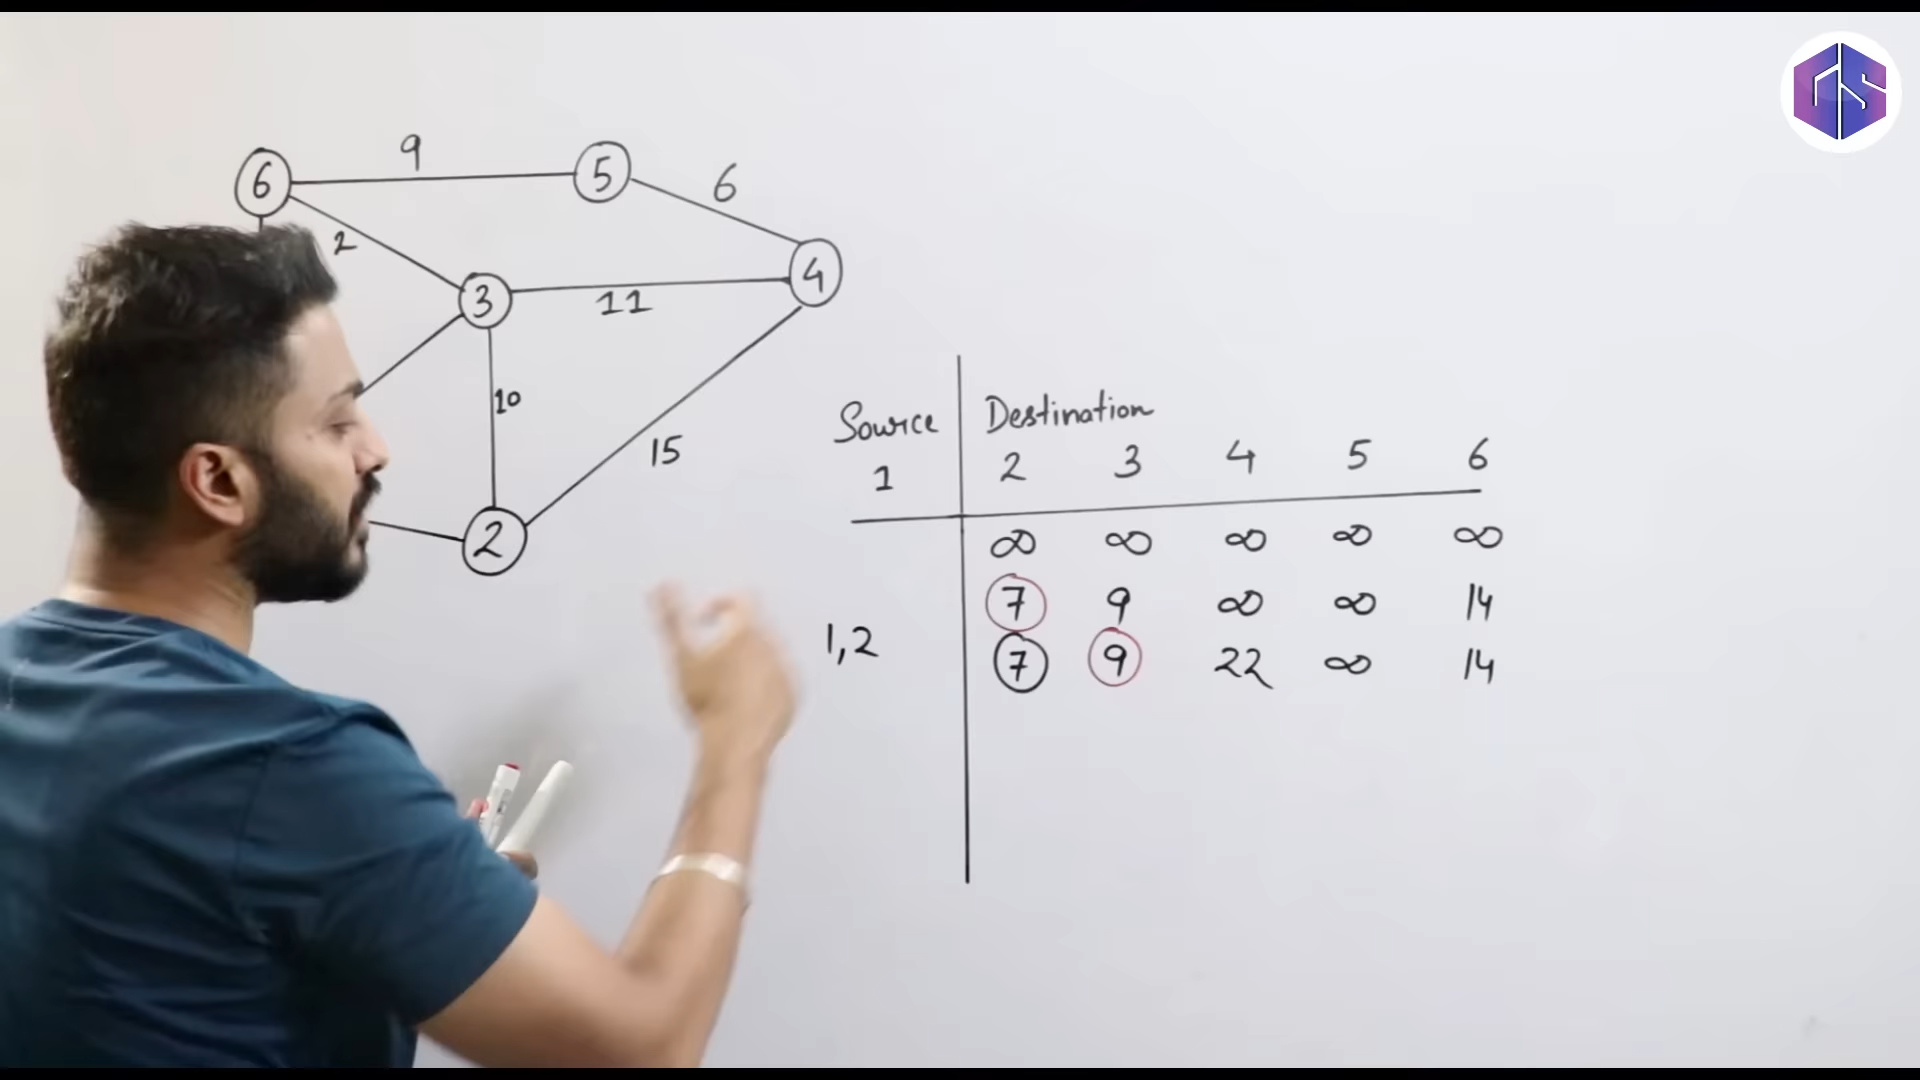 9
6
5
6
2
3
4
11
10
15
2
Source
Destination
1
2 3 4 5 6
∞ ∞ ∞ ∞ ∞
7 9 ∞ ∞ 14
1,2 7 9 22 ∞ 14